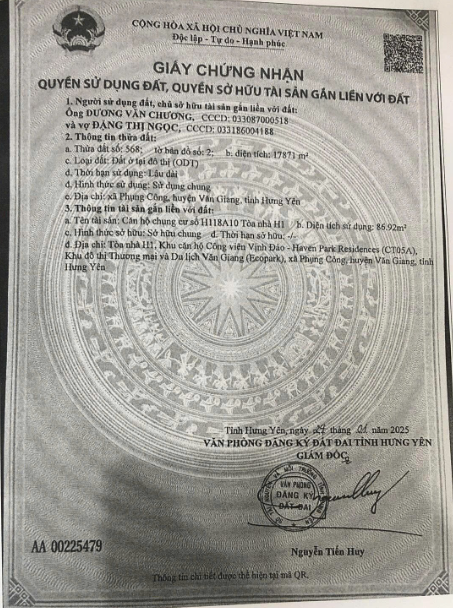 CỘNG HÒA XÃ HỘI CHỦ NGHĨA VIỆT NAM
Độc lập - Tự do - Hạnh phúc
GIẤY CHỨNG NHẬN
QUYỀN SỬ DỤNG ĐẤT, QUYỀN SỞ HỮU TÀI SẢN GẮN LIỀN VỚI ĐẤT
1. Người sử dụng đất, chủ sở hữu tài sản gắn liền với đất:
Ông DƯƠNG VĂN CHƯƠNG, CCCD: 033087000518
và vợ ĐẶNG THỊ NGỌC, CCCD: 033186004188
2. Thông tin thửa đất:
a. Thửa đất số: 568; tờ bản đồ số: 2; b. diện tích: 17871 m²
c. Loại đất: Đất ở tại đô thị (ODT)
d. Thời hạn sử dụng: Lâu dài
đ. Hình thức sử dụng: Sử dụng chung
e. Địa chỉ: xã Phụng Công, huyện Văn Giang, tỉnh Hưng Yên
3. Thông tin tài sản gắn liền với đất:
a. Tên tài sản: Căn hộ chung cư số H118A10 Tòa nhà H1 b. Diện tích sử dụng: 86.92m²
c. Hình thức sở hữu: Sở hữu chung d. Thời hạn sở hữu: -/-
đ. Địa chỉ: Tòa nhà H1, Khu căn hộ Công viên Vịnh Đảo - Haven Park Residences (CT05A),
Khu đô thị Thương mại và Du lịch Văn Giang (Ecopark), xã Phụng Công, huyện Văn Giang, tỉnh
Hưng Yên
Tỉnh Hưng Yên, ngày 24 tháng 01 năm 2025
VĂN PHÒNG ĐĂNG KÝ ĐẤT ĐAI TỈNH HƯNG YÊN
GIÁM ĐỐC
VĂN PHÒNG
ĐĂNG KÝ
ĐẤT ĐAI
AA 00225479
Nguyễn Tiến Huy
Thông tin chi tiết được thể hiện tại mã QR.